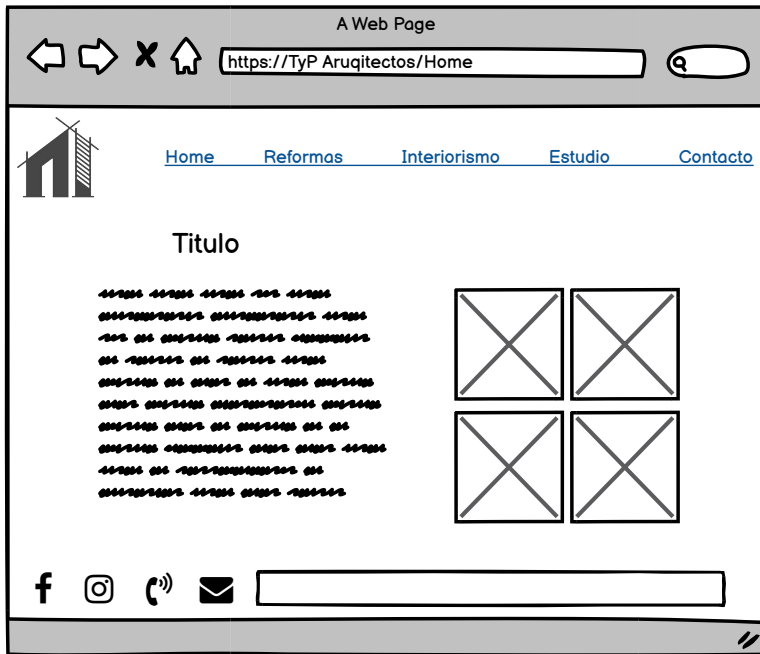 A Web Page
https://TyP Aruqitectos/Home
Home Reformas Interiorismo Estudio Contacto
Titulo